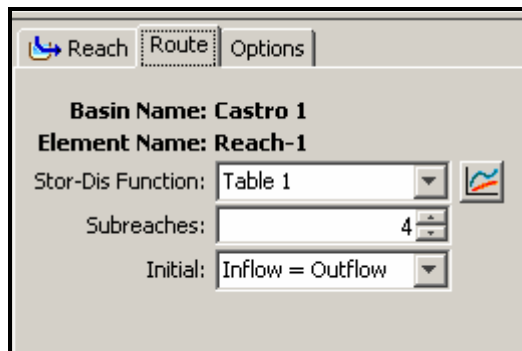 Reach Route Options
Basin Name: Castro 1
Element Name: Reach-1
Stor-Dis Function: Table 1
Subreaches: 4
Initial: Inflow = Outflow